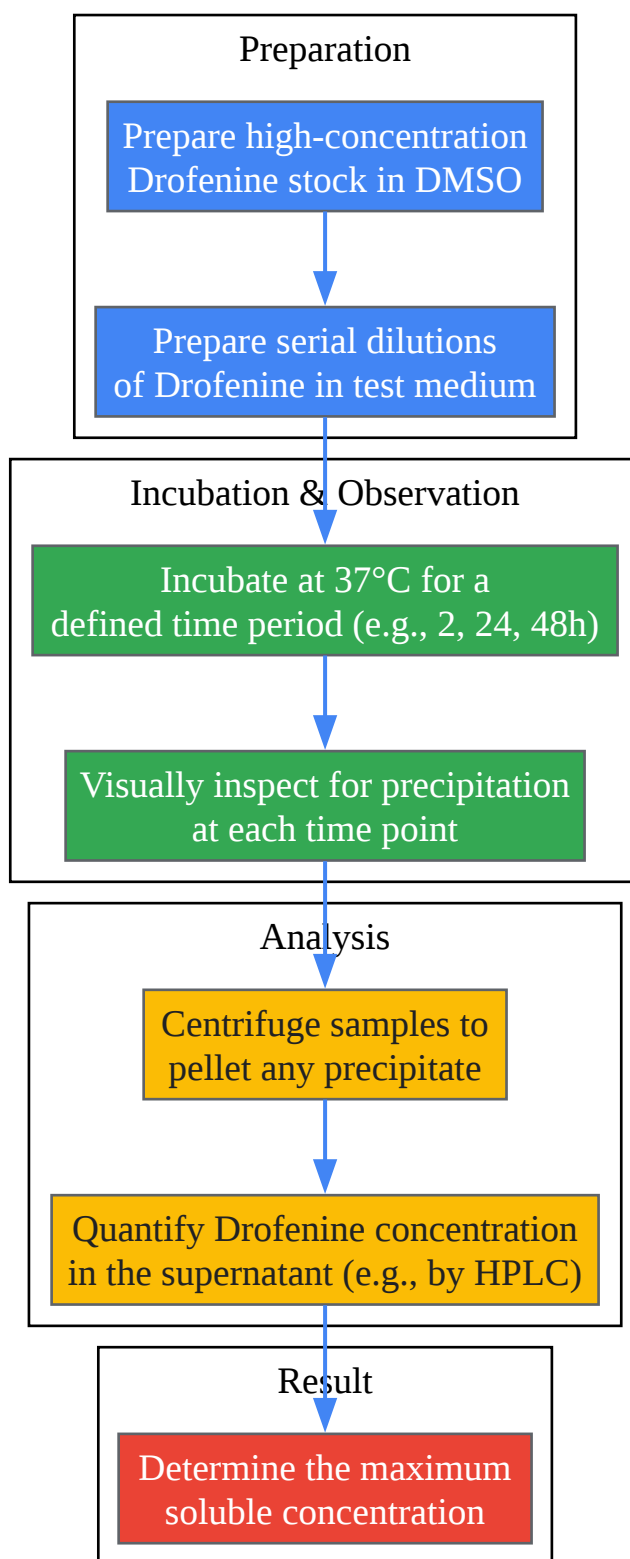 Preparation
Prepare high-concentration
Drofenine stock in DMSO
Prepare serial dilutions
of Drofenine in test medium
Incubation & Observation
Incubate at 37°C for a
defined time period (e.g., 2, 24, 48h)
Visually inspect for precipitation
at each time point
Analysis
Centrifuge samples to
pellet any precipitate
Quantify Drofenine concentration
in the supernatant (e.g., by HPLC)
Result
Determine the maximum
soluble concentration